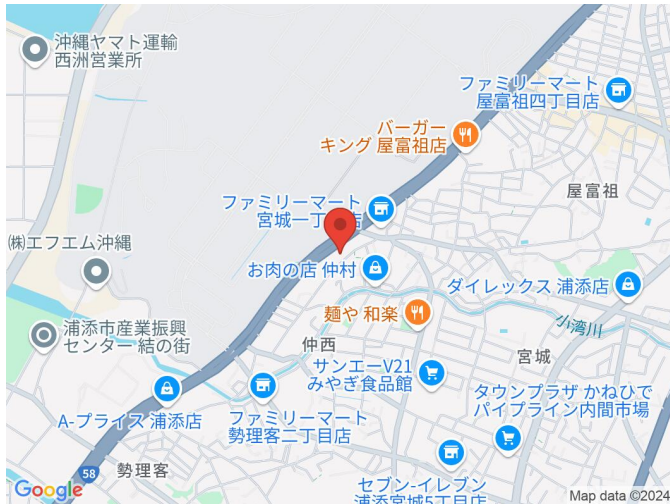 沖縄ヤマト運輸
西洲営業所
ファミリーマート
屋富祖四丁目店
バーガー
キング 屋富祖店
屋富祖
ファミリーマート
宮城一丁 店
(株)エフエム沖縄
お肉の店 仲村
ダイレックス 浦添店
麺や 和楽
小湾川
浦添市産業振興
センター 結の街
仲西
宮城
サンエーV21
みやぎ食品館
A-プライス 浦添店
ファミリーマート
勢理客二丁目店
タウンプラザ かねひで
パイプライン内間市場
58
勢理客
セブン-イレブン
浦添宮城5丁目店
Google
Map data ©2024